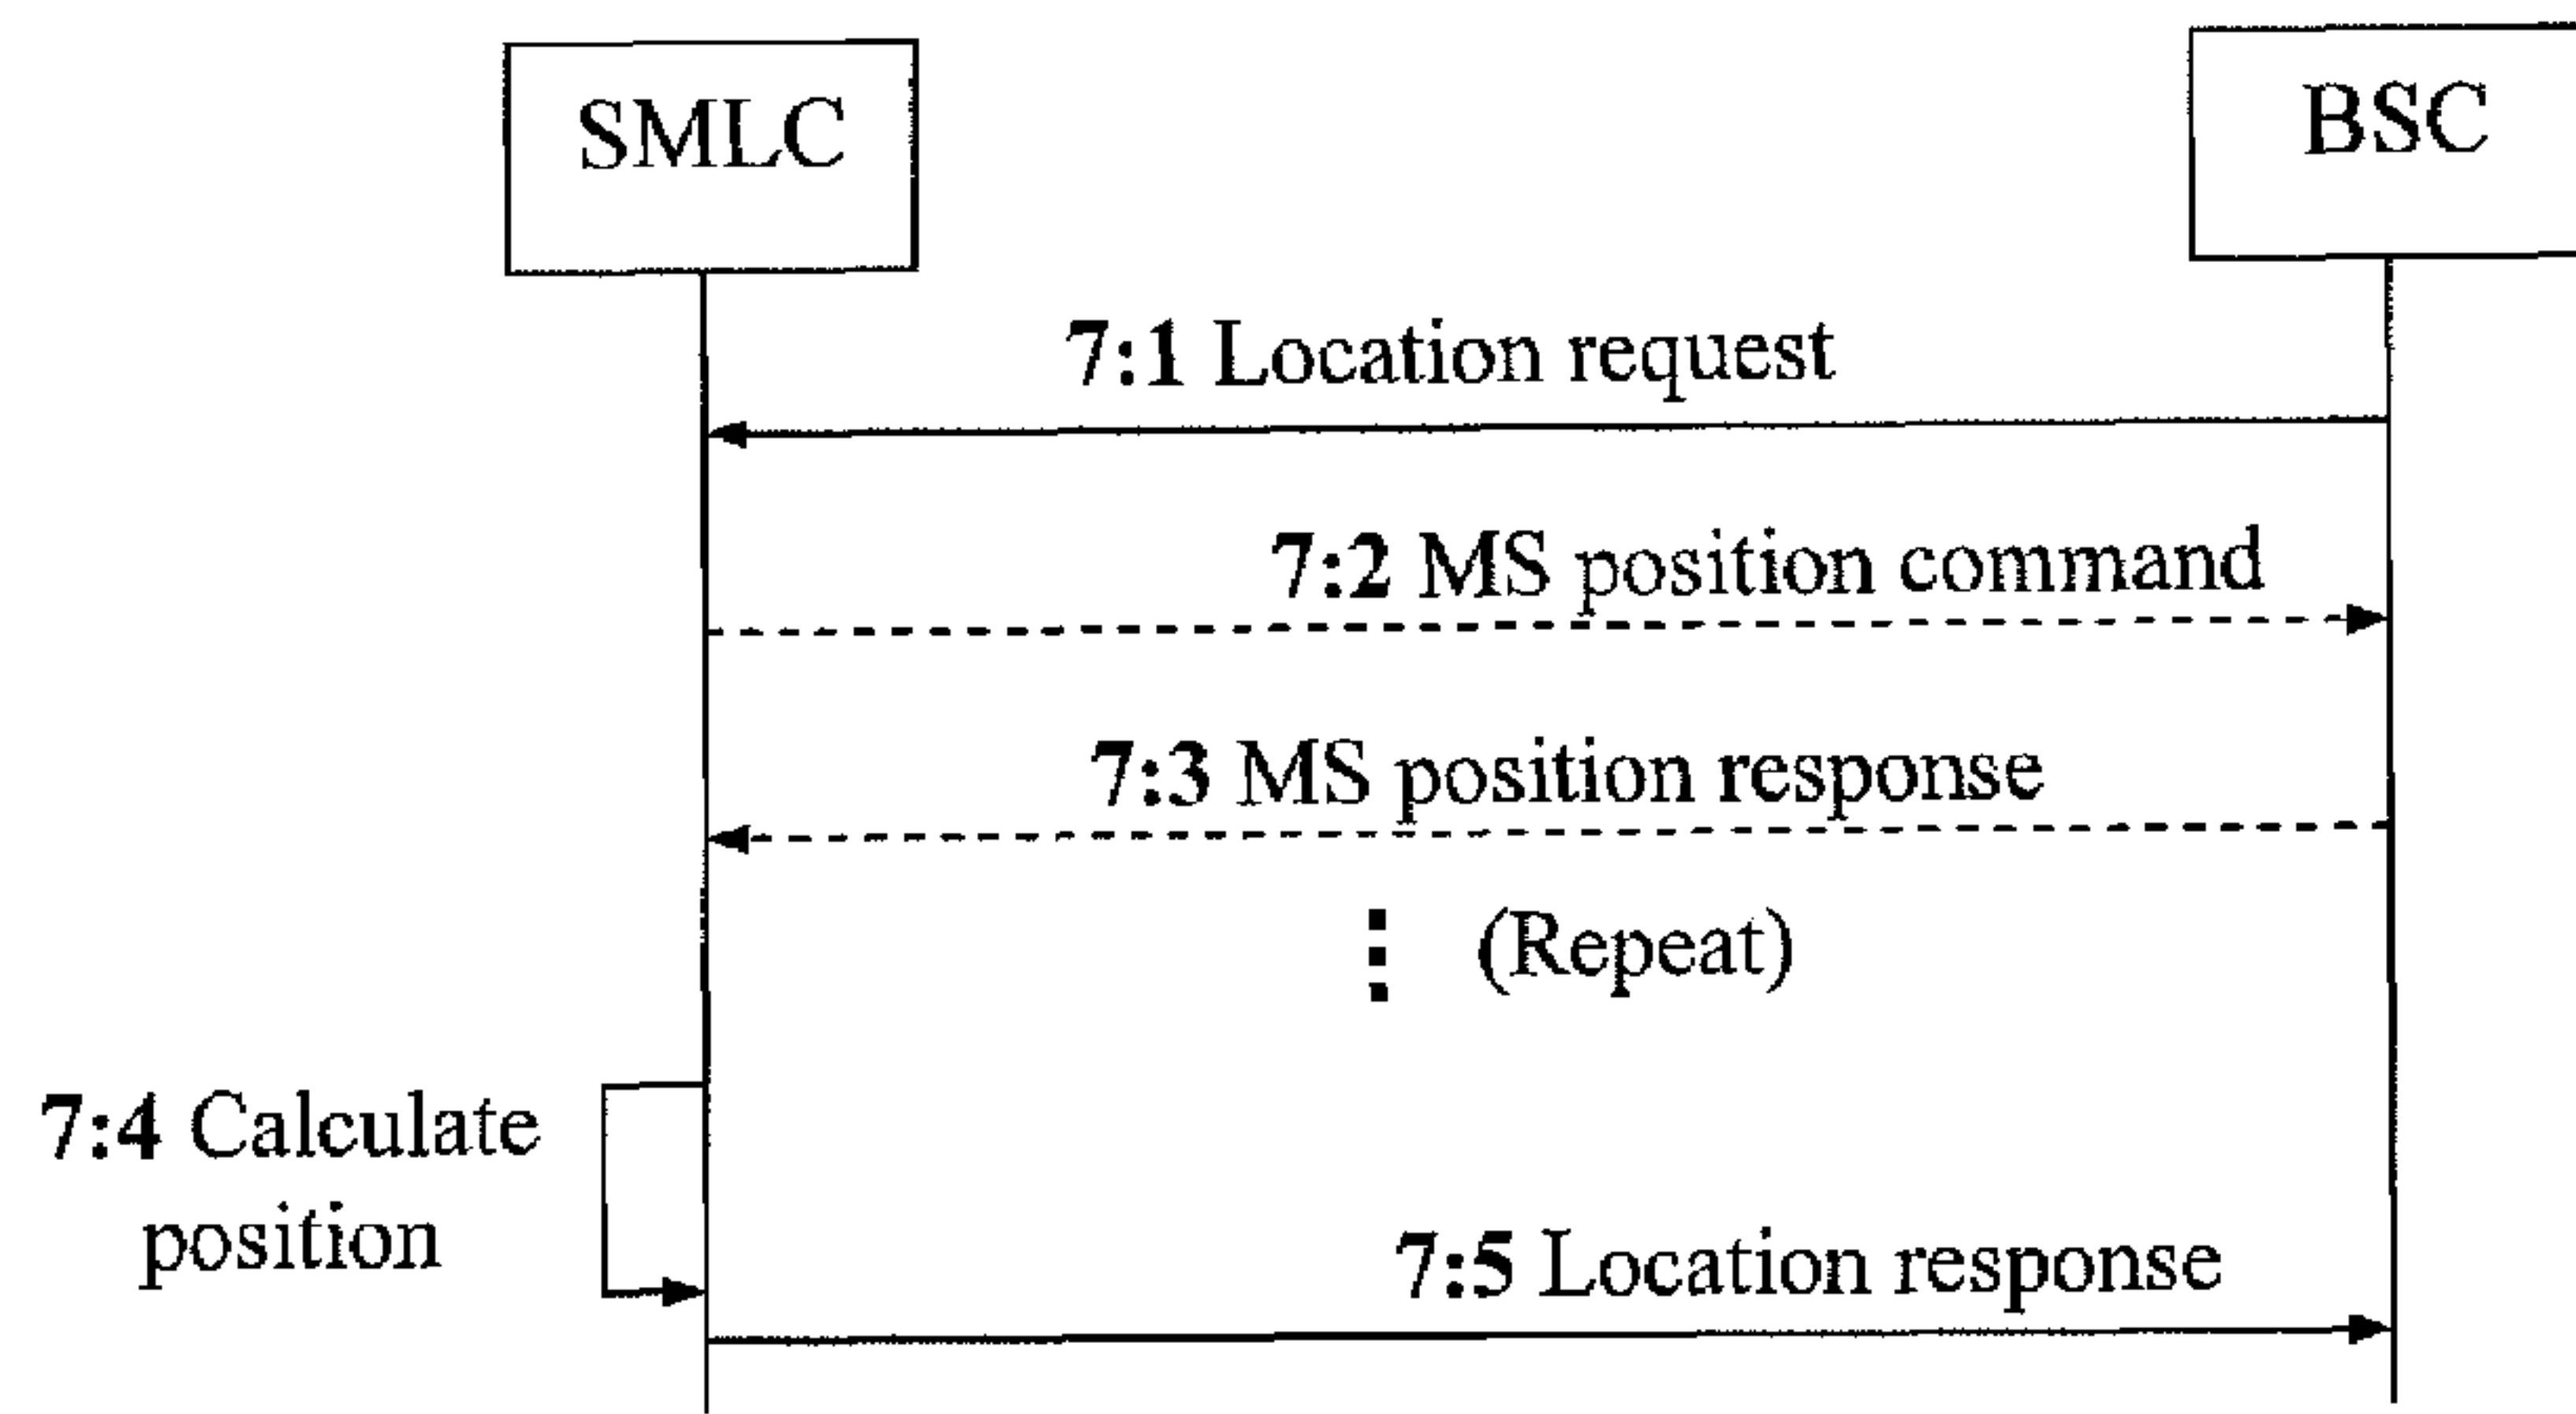 SMLC
BSC
7:1 Location request
7:2 MS position command
7:3 MS position response
(Repeat)
7:4 Calculate
position
7:5 Location response